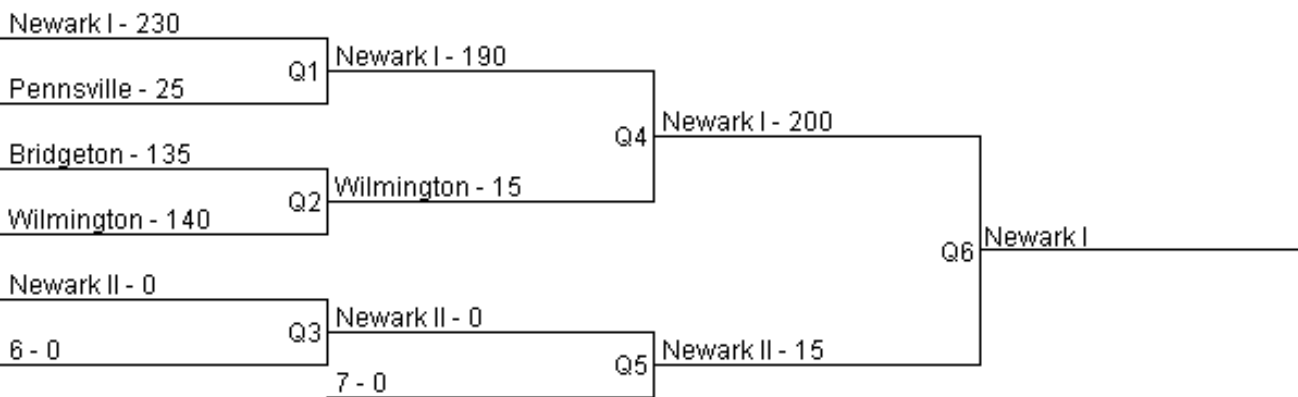 Newark I - 230
Q1
Newark I - 190
Pennsville - 25
Q4
Newark I - 200
Bridgeton - 135
Q2
Wilmington - 15
Wilmington - 140
Q6
Newark I
Newark II - 0
Q3
Newark II - 0
6 - 0
Q5
Newark II - 15
7 - 0